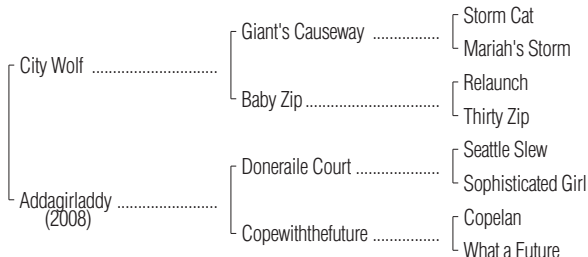 Storm Cat
Giant's Causeway ................
Mariah's Storm
City Wolf ..............................
Relaunch
Baby Zip ................................
Thirty Zip
Seattle Slew
Doneraile Court ....................
Sophisticated Girl
Addagirladdy ........................
(2008)
Copelan
Copewiththefuture ................
What a Future